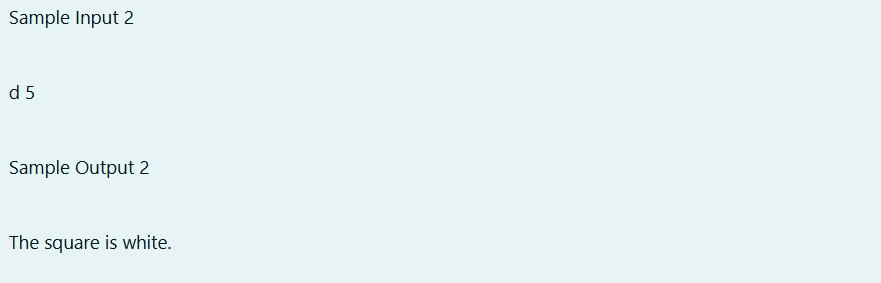 Sample Input 2
d 5
Sample Output 2
The square is white.